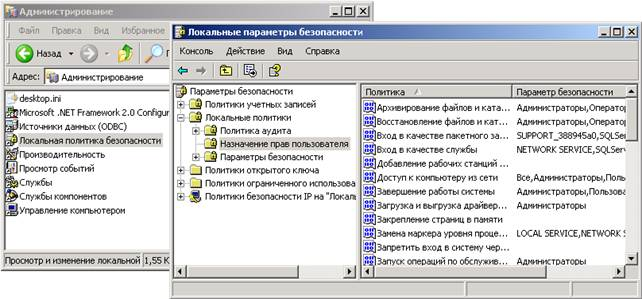 Администрирование
Файл Правка Вид Избранное
Назад
Адрес: Администрирование
desktop.ini
Microsoft .NET Framework 2.0 Configur
Источники данных (ODBC)
Локальная политика безопасности
Производительность
Просмотр событий
Службы
Службы компонентов
Управление компьютером
Просмотр и изменение локальной 1,55 К
Локальные параметры безопасности
Консоль Действие Вид Справка
Параметры безопасности
Политики учетных записей
Локальные политики
Политика аудита
Назначение прав пользователя
Параметры безопасности
Политики открытого ключа
Политики ограниченного использова
Политики безопасности IP на "Локаль
Политика Параметр безопасности
Архивирование файлов и ката... Администраторы,Оператор
Восстановление файлов и катал... Администраторы,Оператор
Вход в качестве пакетного за... SUPPORT_388945a0,SQLSer
Вход в качестве службы NETWORK SERVICE,SQLServ
Добавление рабочих станций ...
Доступ к компьютеру из сети Все,Администраторы,Поль
Завершение работы системы Администраторы,Пользова
Загрузка и выгрузка драйвер... Администраторы
Закрепление страниц в памяти
Замена маркера уровня проце... LOCAL SERVICE,NETWORK S
Запретить вход в систему чер...
Запуск операций по обслужив... Администраторы